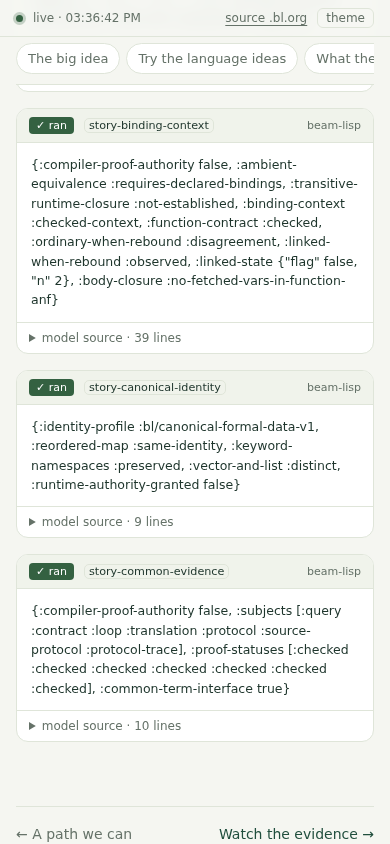 live · 03:36:42 PM
source .bl.org
theme
The big idea
Try the language ideas
What the
✓ ran
story-binding-context
beam-lisp
{:compiler-proof-authority false, :ambient-
equivalence :requires-declared-bindings, :transitive-
runtime-closure :not-established, :binding-context
:checked-context, :function-contract :checked,
:ordinary-when-rebound :disagreement, :linked-
when-rebound :observed, :linked-state {"flag" false,
"n" 2}, :body-closure :no-fetched-vars-in-function-
anf}
▶ model source · 39 lines
✓ ran
story-canonical-identity
beam-lisp
{:identity-profile :bl/canonical-formal-data-v1,
:reordered-map :same-identity, :keyword-
namespaces :preserved, :vector-and-list :distinct,
:runtime-authority-granted false}
▶ model source · 9 lines
✓ ran
story-common-evidence
beam-lisp
{:compiler-proof-authority false, :subjects [:query
:contract :loop :translation :protocol :source-
protocol :protocol-trace], :proof-statuses [:checked
:checked :checked :checked :checked :checked
:checked], :common-term-interface true}
▶ model source · 10 lines
← A path we can
Watch the evidence →